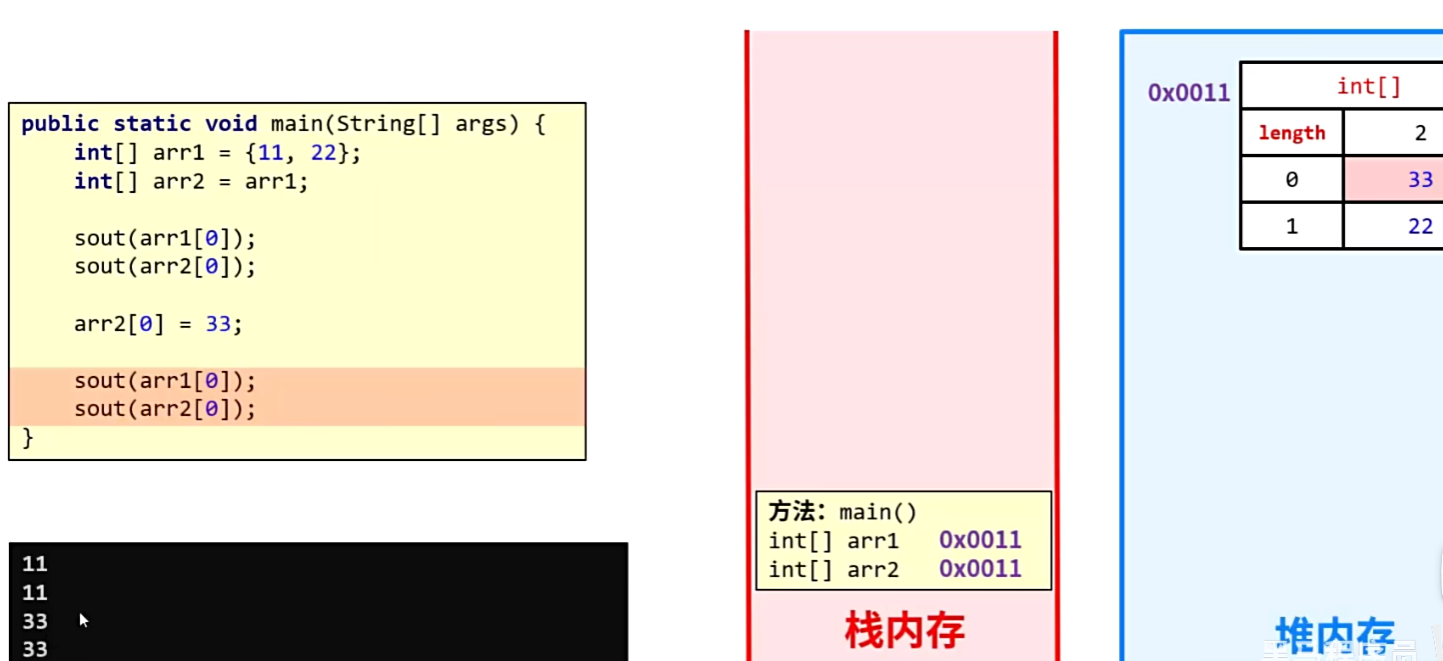 public static void main(String[] args) {
    int[] arr1 = {11, 22};
    int[] arr2 = arr1;
    sout(arr1[0]);
    sout(arr2[0]);
    arr2[0] = 33;
    sout(arr1[0]);
    sout(arr2[0]);
}
11
11
33
33
方法：main()
int[] arr1 0x0011
int[] arr2 0x0011
栈内存
0x0011
int[]
length 2
0 33
1 22
堆内存